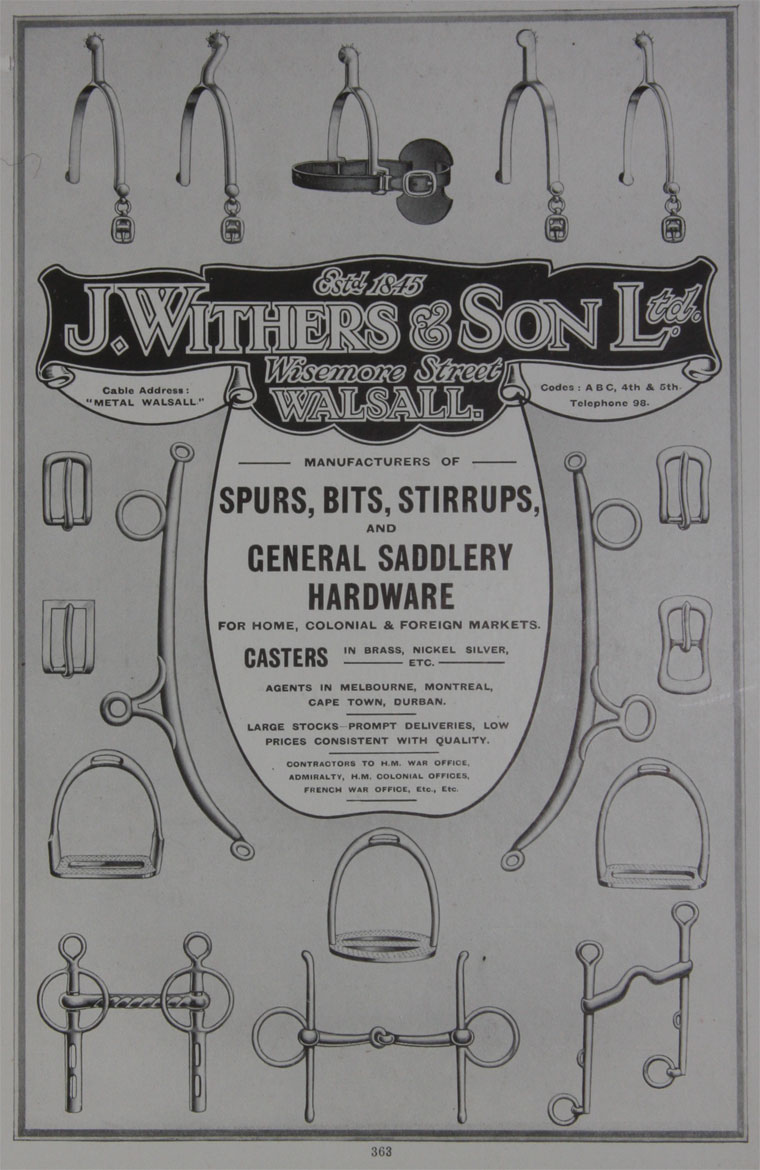 Estd 1845
J. WITHERS & SON Ltd.
Wisemore Street
WALSALL.
Cable Address:
"METAL WALSALL."
Codes: A B C, 4th & 5th.
Telephone 98.
MANUFACTURERS OF
SPURS, BITS, STIRRUPS,
AND
GENERAL SADDLERY
HARDWARE
FOR HOME, COLONIAL & FOREIGN MARKETS.
CASTERS IN BRASS, NICKEL SILVER,
ETC.
AGENTS IN MELBOURNE, MONTREAL,
CAPE TOWN, DURBAN.
LARGE STOCKS—PROMPT DELIVERIES, LOW
PRICES CONSISTENT WITH QUALITY.
CONTRACTORS TO H.M. WAR OFFICE,
ADMIRALTY, H.M. COLONIAL OFFICES,
FRENCH WAR OFFICE, Etc., Etc.
363